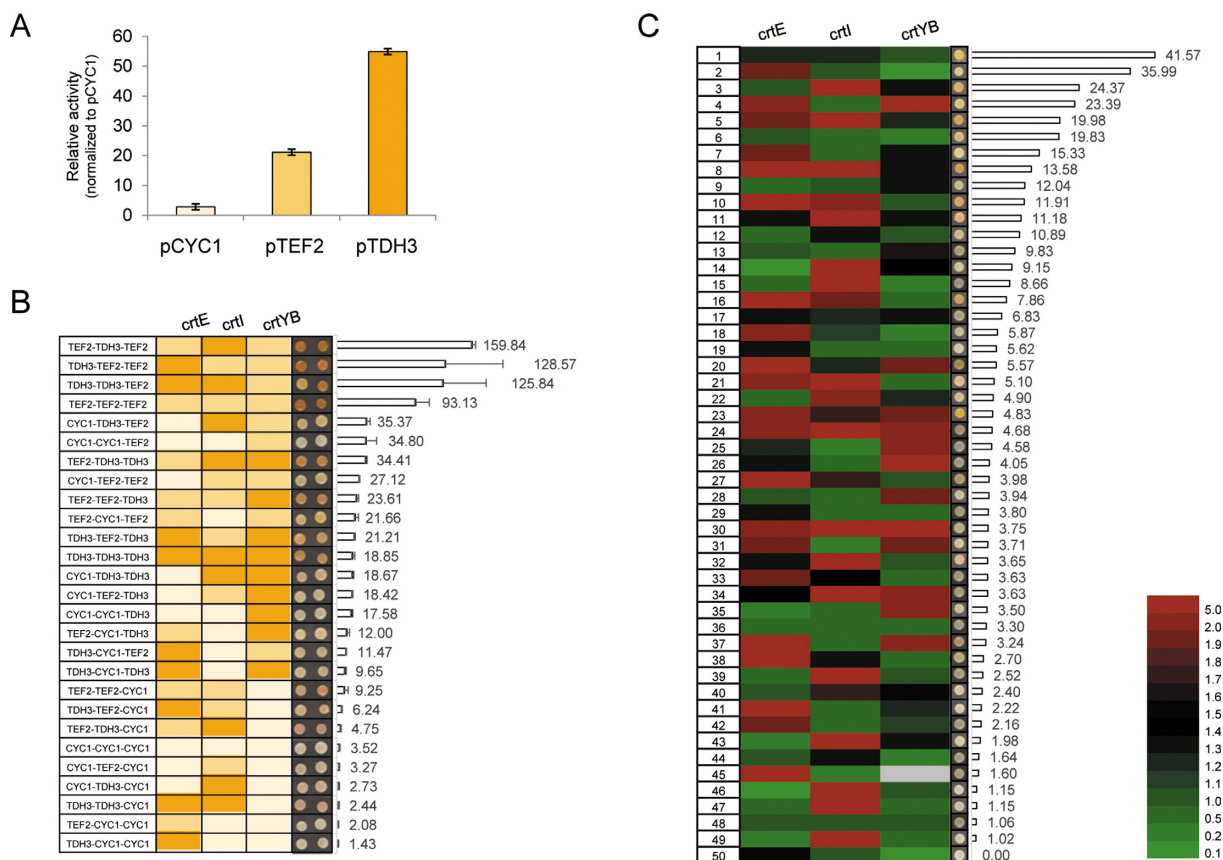 A
Relative activity
(normalized to pCYC1)
60
50
40
30
20
10
0
pCYC1 pTEF2 pTDH3
B
crtE crtI crtYB
TEF2-TDH3-TEF2 159.84
TDH3-TEF2-TEF2 128.57
TDH3-TDH3-TEF2 125.84
TEF2-TEF2-TEF2 93.13
CYC1-TDH3-TEF2 35.37
CYC1-CYC1-TEF2 34.80
TEF2-TDH3-TDH3 34.41
CYC1-TEF2-TEF2 27.12
TEF2-TEF2-TDH3 23.61
TEF2-CYC1-TEF2 21.66
TDH3-TEF2-TDH3 21.21
TDH3-TDH3-TDH3 18.85
CYC1-TDH3-TDH3 18.67
CYC1-TEF2-TDH3 18.42
CYC1-CYC1-TDH3 17.58
TEF2-CYC1-TDH3 12.00
TDH3-CYC1-TEF2 11.47
TDH3-CYC1-TDH3 9.65
TEF2-TEF2-CYC1 9.25
TDH3-TEF2-CYC1 6.24
TEF2-TDH3-CYC1 4.75
CYC1-CYC1-CYC1 3.52
CYC1-TEF2-CYC1 3.27
CYC1-TDH3-CYC1 2.73
TDH3-TDH3-CYC1 2.44
TEF2-CYC1-CYC1 2.08
TDH3-CYC1-CYC1 1.43
C
crtE crtI crtYB
1 41.57
2 35.99
3 24.37
4 23.39
5 19.98
6 19.83
7 15.33
8 13.58
9 12.04
10 11.91
11 11.18
12 10.89
13 9.83
14 9.15
15 8.66
16 7.86
17 6.83
18 5.87
19 5.62
20 5.57
21 5.10
22 4.90
23 4.83
24 4.68
25 4.58
26 4.05
27 3.98
28 3.94
29 3.80
30 3.75
31 3.71
32 3.65
33 3.63
34 3.63
35 3.50
36 3.30
37 3.24
38 2.70
39 2.52
40 2.40
41 2.22
42 2.16
43 1.98
44 1.64
45 1.60
46 1.15
47 1.15
48 1.06
49 1.02
50 0.00
5.0
2.0
1.9
1.8
1.7
1.6
1.5
1.4
1.3
1.2
1.1
1.0
0.5
0.2
0.1